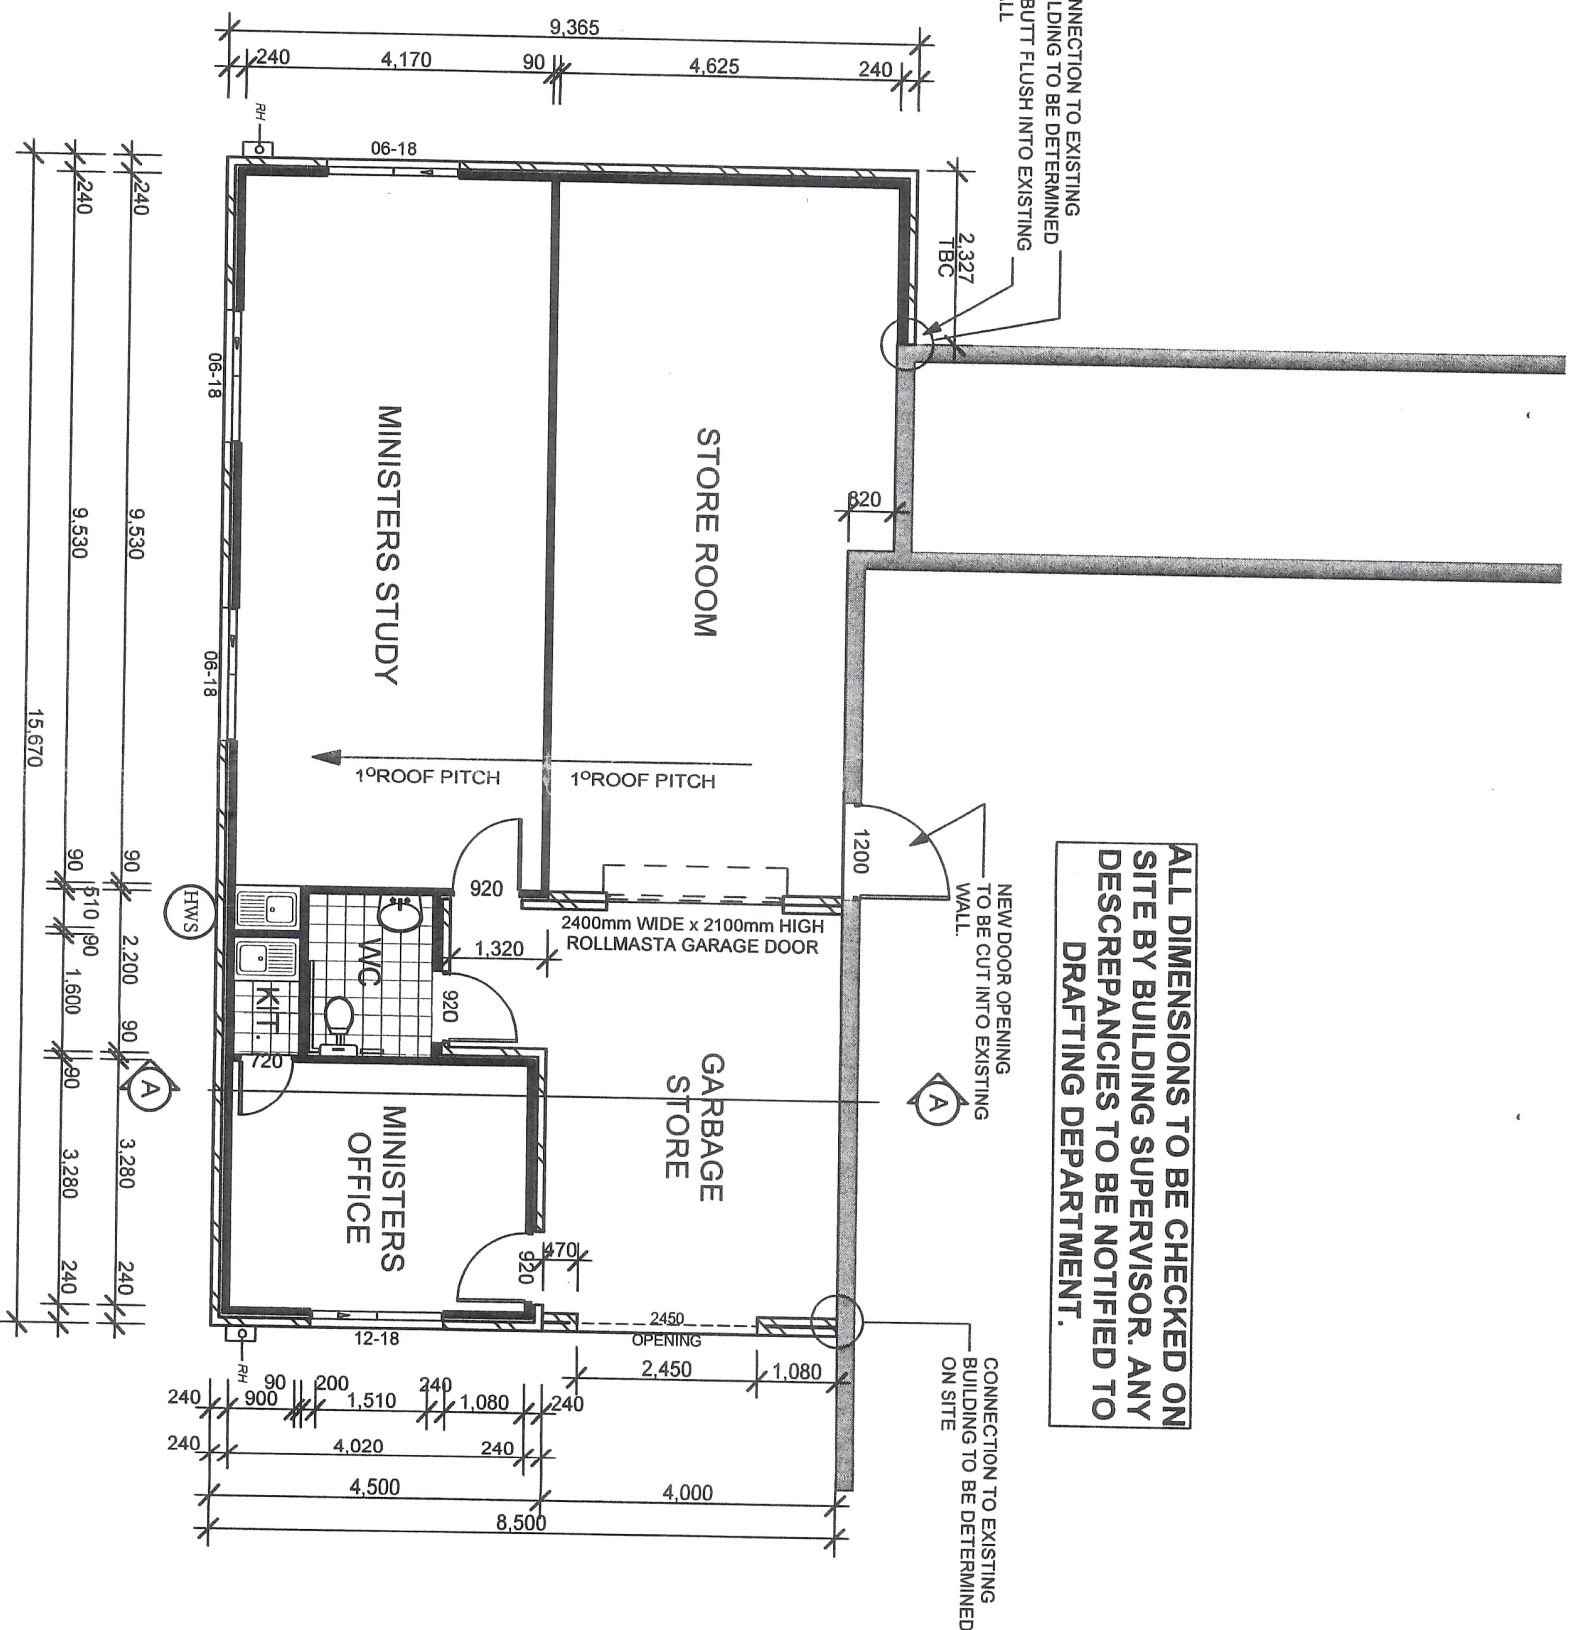 NNECTION TO EXISTING
LDING TO BE DETERMINED
BUTT FLUSH INTO EXISTING
LL
9,365
240
4,170
90
4,625
240
RH
06-18
2,327
TBC
820
06-18
06-18
MINISTERS STUDY
STORE ROOM
1ºROOF PITCH
1ºROOF PITCH
1200
NEW DOOR OPENING
TO BE CUT INTO EXISTING
WALL.
ALL DIMENSIONS TO BE CHECKED ON
SITE BY BUILDING SUPERVISOR. ANY
DESCREPANCIES TO BE NOTIFIED TO
DRAFTING DEPARTMENT.
920
2400mm WIDE x 2100mm HIGH
ROLLMASTA GARAGE DOOR
1,320
HWS
WC
KIT.
920
720
GARBAGE
STORE
MINISTERS
OFFICE
A
A
470
920
2450
OPENING
12-18
RH
CONNECTION TO EXISTING
BUILDING TO BE DETERMINED
ON SITE
2,450
1,080
240
900
90
200
1,510
240
1,080
240
240
4,020
240
4,500
4,000
8,500
240
9,530
90
2,200
90
3,280
240
240
9,530
90
510
90
1,600
90
3,280
240
15,670